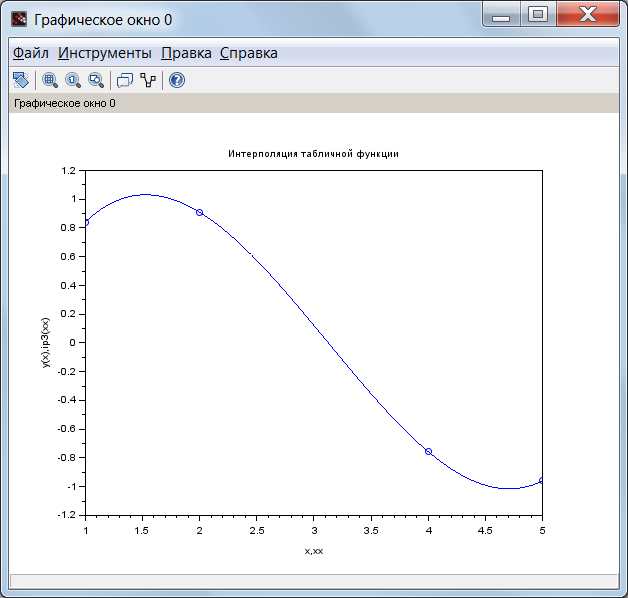 Графическое окно 0
Файл Инструменты Правка Справка
Графическое окно 0
Интерполяция табличной функции
1.2
1
0.8
0.6
0.4
0.2
0
-0.2
-0.4
-0.6
-0.8
-1
-1.2
y(x),ip3(xx)
1 1.5 2 2.5 3 3.5 4 4.5 5
x,xx